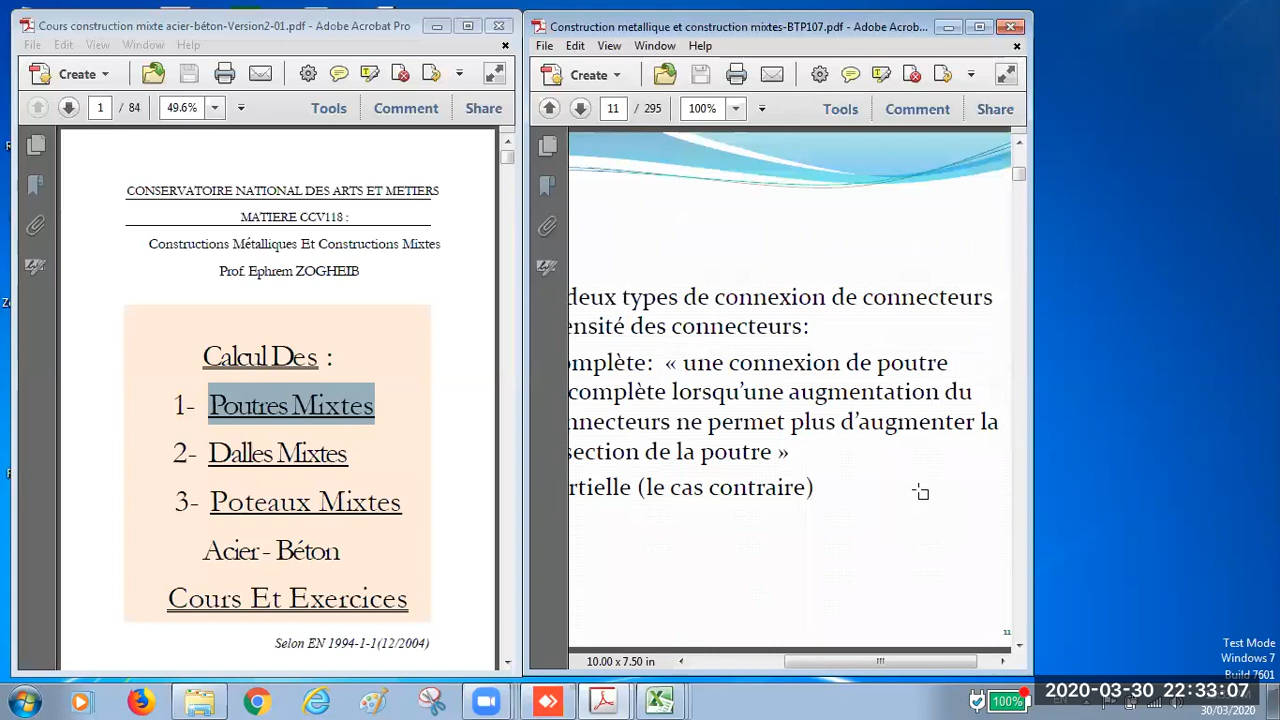 Cours construction mixte acier-béton-Version2-01.pdf - Adobe Acrobat Pro
File Edit View Window Help
Create
1 / 84 49.6% Tools Comment Share
CONSERVATOIRE NATIONAL DES ARTS ET METIERS
MATIERE CCV118 :
Constructions Métalliques Et Constructions Mixtes
Prof. Ephrem ZOGHEIB
Calcul Des :
1- Poutres Mixtes
2- Dalles Mixtes
3- Poteaux Mixtes
Acier - Béton
Cours Et Exercices
Selon EN 1994-1-1(12/2004)
Construction metallique et construction mixtes-BTP107.pdf - Adobe Acrob...
File Edit View Window Help
Create
11 / 295 100% Tools Comment Share
deux types de connexion de connecteurs
ensité des connecteurs:
omplète: « une connexion de poutre
complète lorsqu'une augmentation du
nnecteurs ne permet plus d'augmenter la
section de la poutre »
rtielle (le cas contraire)
11
10.00 x 7.50 in
Test Mode
Windows 7
Build 7601
100%
2020-03-30 22:33:07
30/03/2020